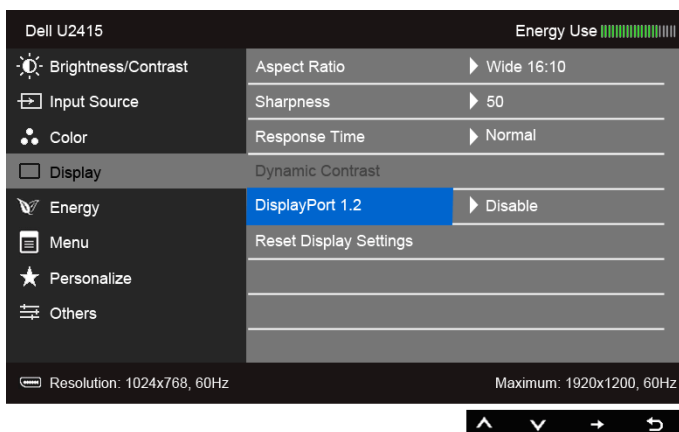 Dell U2415 Energy Use
Brightness/Contrast Aspect Ratio Wide 16:10
Input Source Sharpness 50
Color Response Time Normal
Display Dynamic Contrast
Energy DisplayPort 1.2 Disable
Menu Reset Display Settings
Personalize
Others
Resolution: 1024x768, 60Hz Maximum: 1920x1200, 60Hz